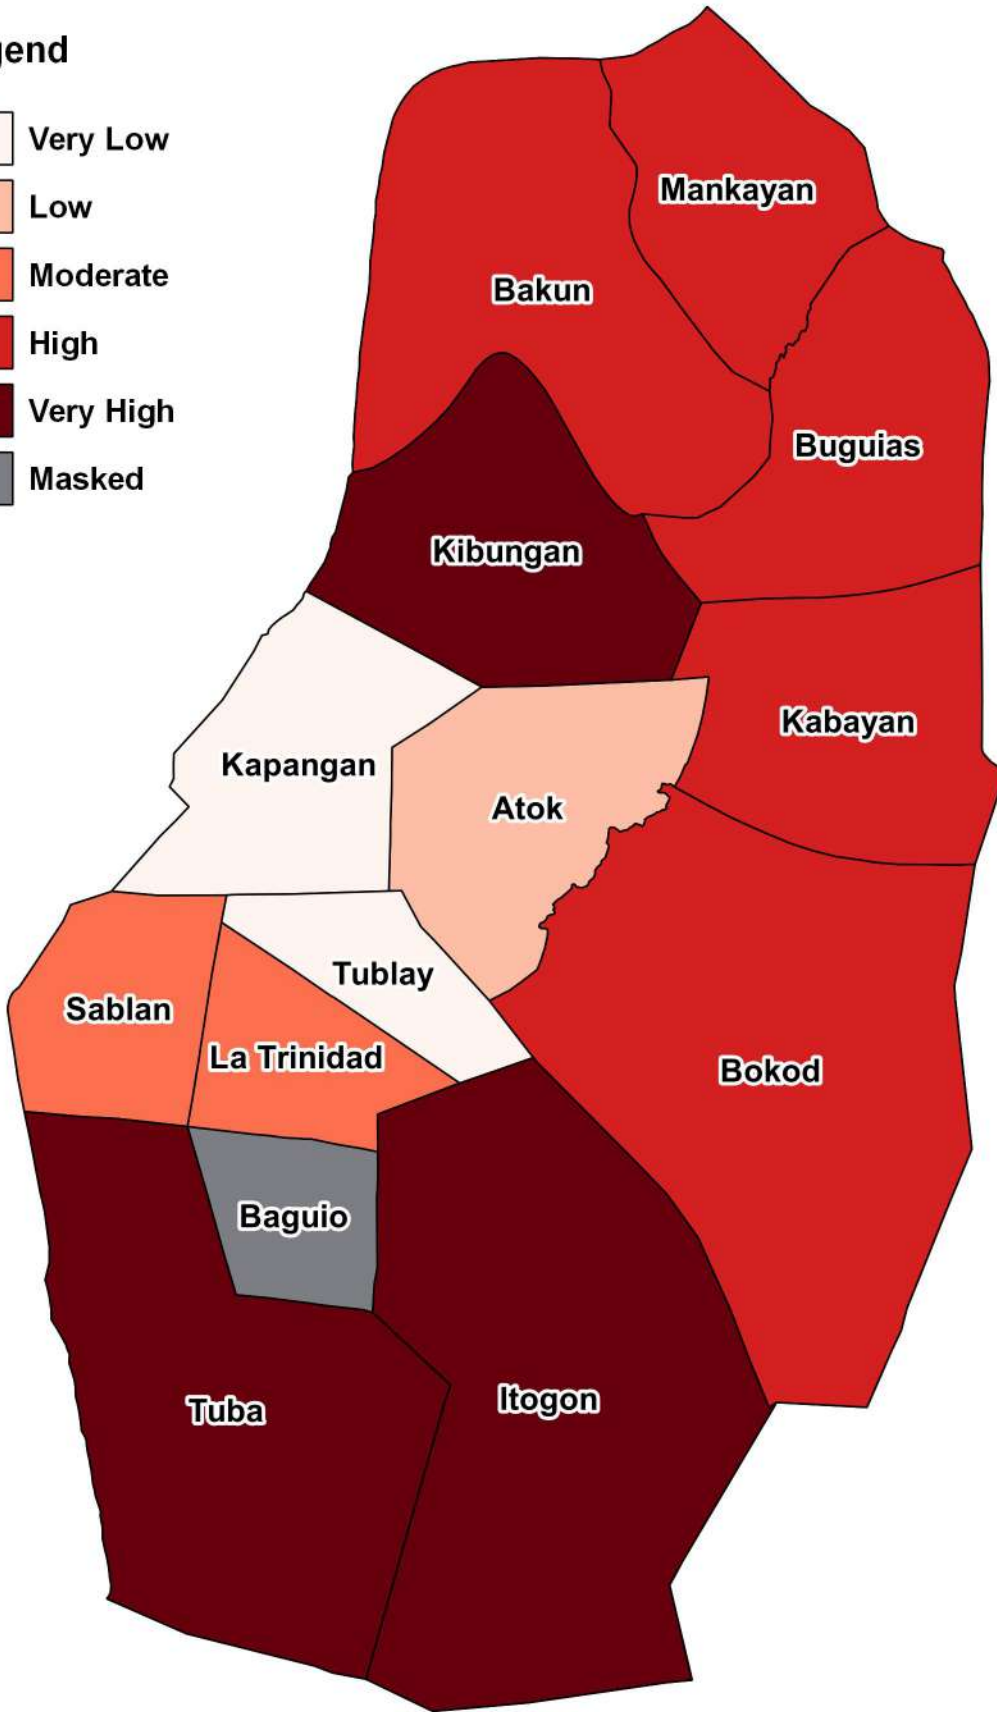 gend
Very Low
Low
Moderate
High
Very High
Masked
Mankayan
Bakun
Buguias
Kibungan
Kabayan
Kapangan
Atok
Tublay
Sablan
La Trinidad
Bokod
Baguio
Itogon
Tuba